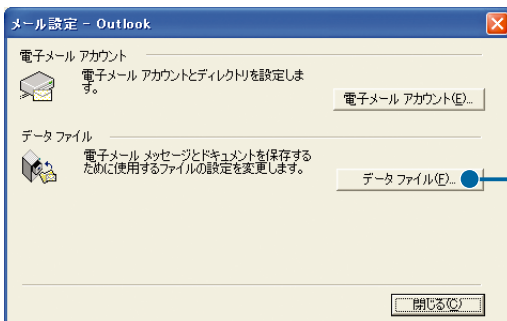 メール設定 - Outlook
電子メール アカウント
電子メール アカウントとディレクトリを設定しま
す。
電子メール アカウント(E)...
データ ファイル
電子メール メッセージとドキュメントを保存する
ために使用するファイルの設定を変更します。
データ ファイル(F)...
閉じる(C)